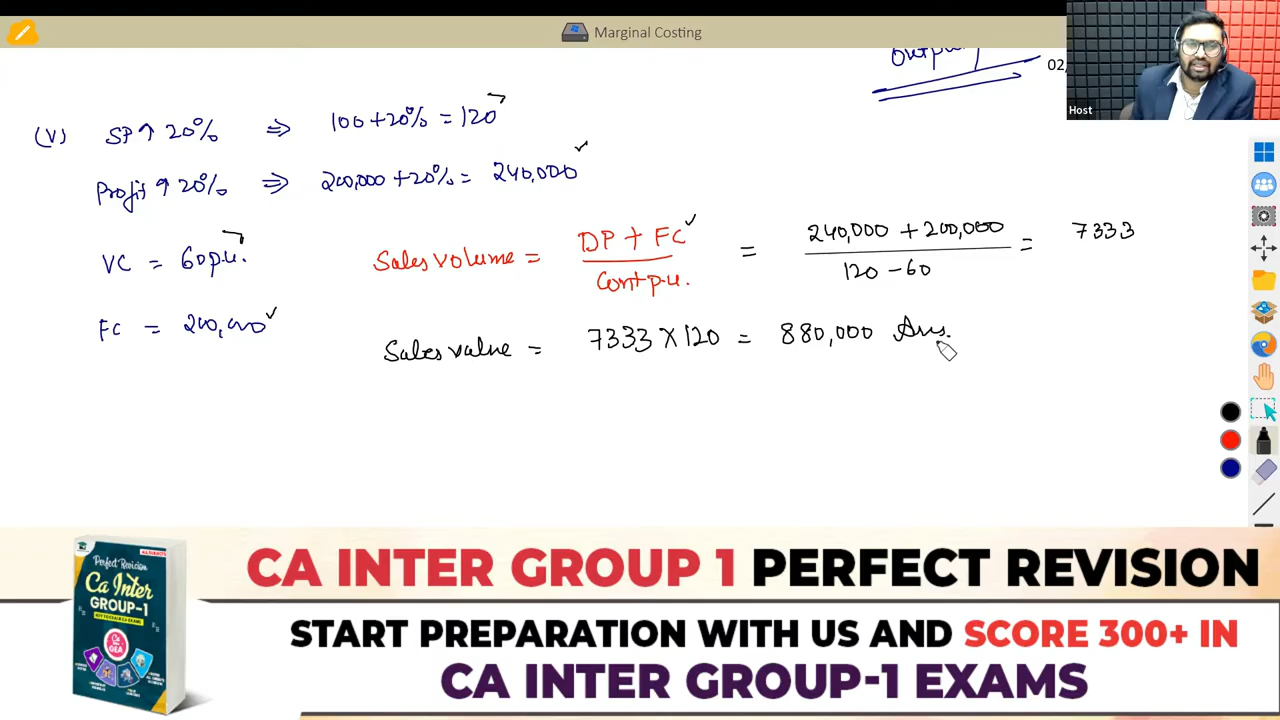 Marginal Costing
output
02/
Host
(V) SP↑ 20% ⇒ 100+20% = 120
Profit ↑ 20% ⇒ 200,000 +20% = 240,000
VC = 60 p.u.
FC = 200,000
Sales volume = DP + FC / Cont p.u. = 240,000 + 200,000 / 120 - 60 = 7333
Sales value = 7333 X 120 = 880,000 Ans.
Perfect Revision
Ca Inter
GROUP-1
CA INTER GROUP 1 PERFECT REVISION
START PREPARATION WITH US AND SCORE 300+ IN
CA INTER GROUP-1 EXAMS